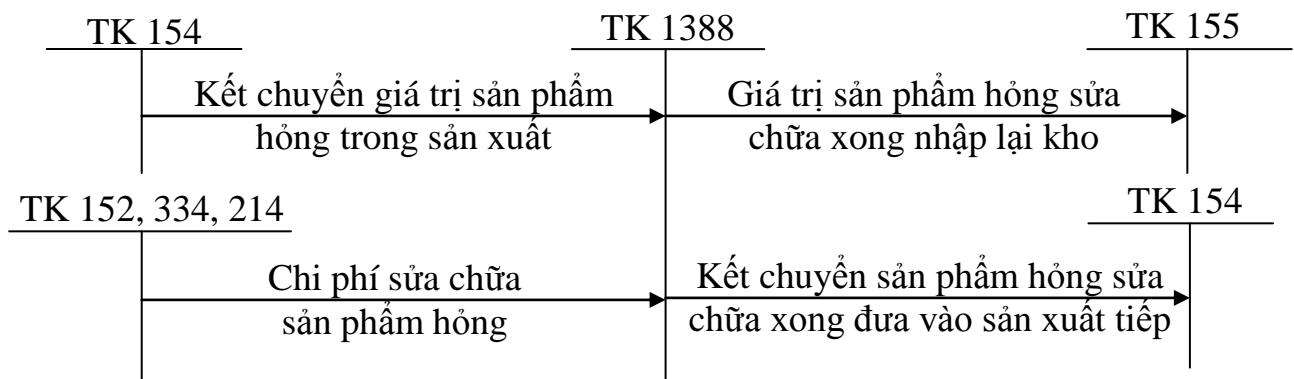 TK 154
TK 1388
TK 155
Kết chuyển giá trị sản phẩm
hỏng trong sản xuất
Giá trị sản phẩm hỏng sửa
chữa xong nhập lại kho
TK 152, 334, 214
TK 154
Chi phí sửa chữa
sản phẩm hỏng
Kết chuyển sản phẩm hỏng sửa
chữa xong đưa vào sản xuất tiếp